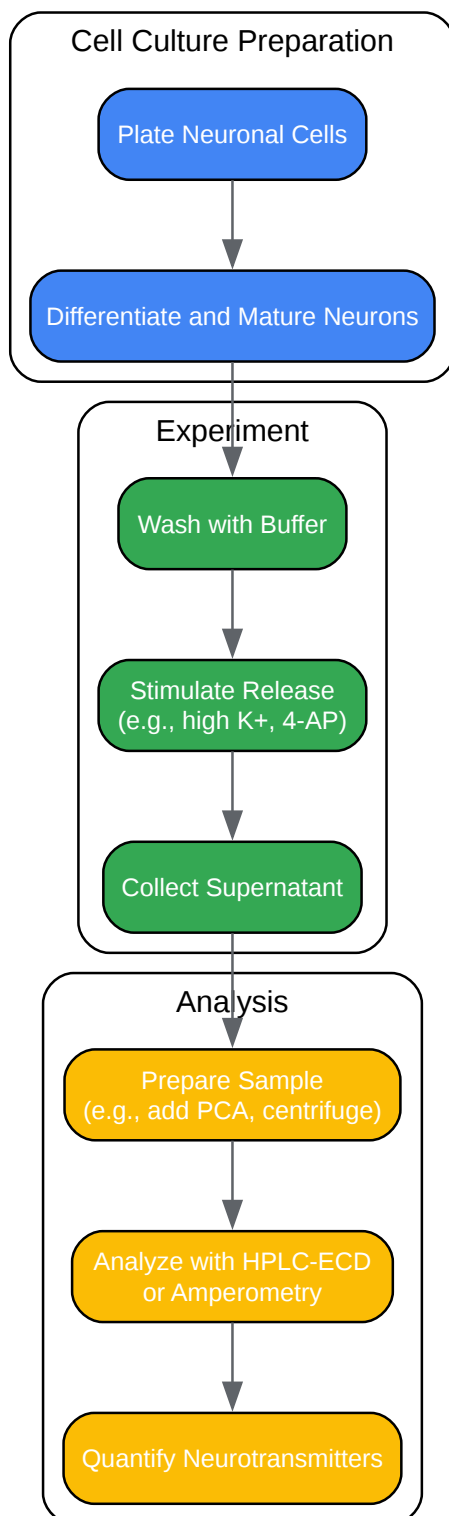 Cell Culture Preparation
Plate Neuronal Cells
Differentiate and Mature Neurons
Experiment
Wash with Buffer
Stimulate Release
(e.g., high K+, 4-AP)
Collect Supernatant
Analysis
Prepare Sample
(e.g., add PCA, centrifuge)
Analyze with HPLC-ECD
or Amperometry
Quantify Neurotransmitters